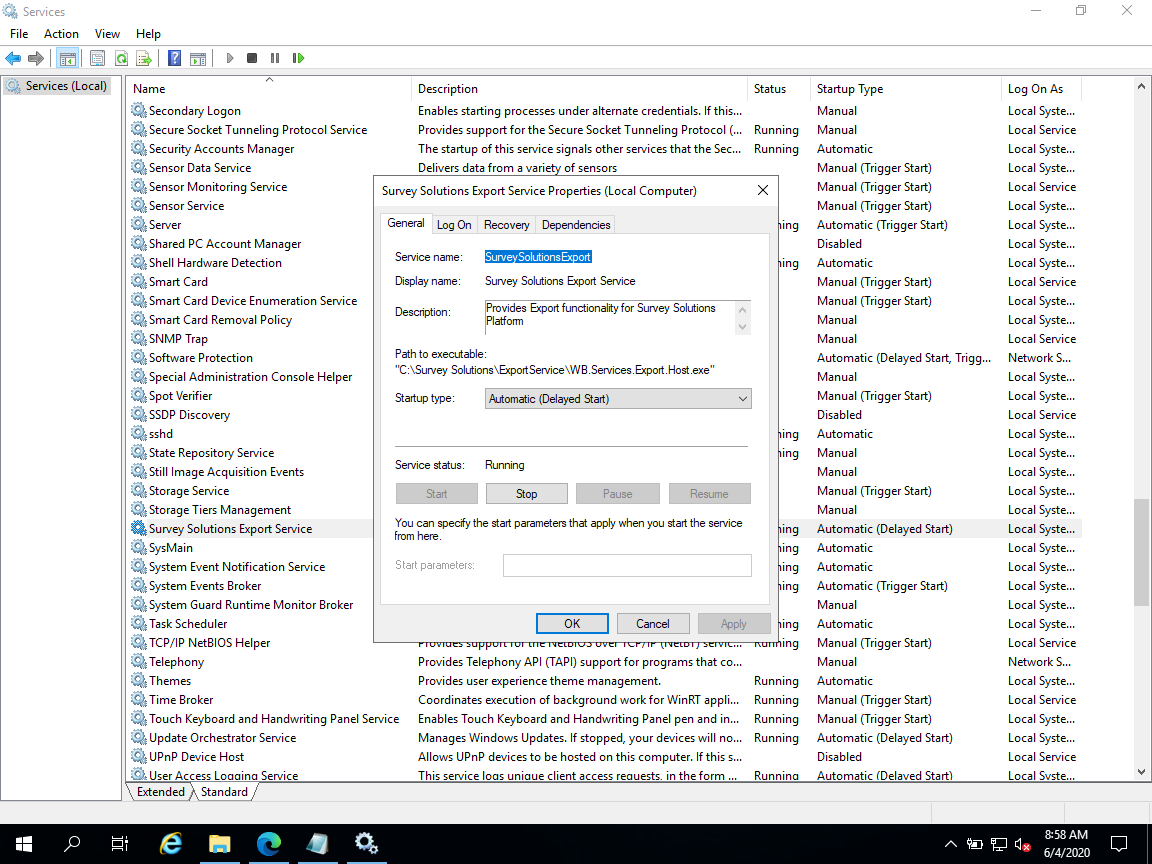 Services
File Action View Help
Services (Local)
Name Description Status Startup Type Log On As
Secondary Logon Enables starting processes under alternate credentials. If this... Manual Local Syste...
Secure Socket Tunneling Protocol Service Provides support for the Secure Socket Tunneling Protocol (... Running Manual Local Service
Security Accounts Manager The startup of this service signals other services that the Sec... Running Automatic Local Syste...
Sensor Data Service Delivers data from a variety of sensors Manual (Trigger Start) Local Syste...
Sensor Monitoring Service Manual (Trigger Start) Local Service
Sensor Service Manual (Trigger Start) Local Syste...
Server ning Automatic (Trigger Start) Local Syste...
Shared PC Account Manager Disabled Local Syste...
Shell Hardware Detection ning Automatic Local Syste...
Smart Card Manual (Trigger Start) Local Service
Smart Card Device Enumeration Service Manual (Trigger Start) Local Syste...
Smart Card Removal Policy Manual Local Syste...
SNMP Trap Manual Local Service
Software Protection Automatic (Delayed Start, Trigg... Network S...
Special Administration Console Helper Manual Local Syste...
Spot Verifier Manual (Trigger Start) Local Syste...
SSDP Discovery Disabled Local Service
sshd ning Automatic Local Syste...
State Repository Service ning Manual Local Syste...
Still Image Acquisition Events Manual Local Syste...
Storage Service Manual (Trigger Start) Local Syste...
Storage Tiers Management Manual Local Syste...
Survey Solutions Export Service ning Automatic (Delayed Start) Local Syste...
SysMain ning Automatic Local Syste...
System Event Notification Service ning Automatic Local Syste...
System Events Broker ning Automatic (Trigger Start) Local Syste...
System Guard Runtime Monitor Broker Manual Local Syste...
Task Scheduler ning Automatic Local Syste...
TCP/IP NetBIOS Helper Provides support for the NetBIOS over TCP/IP (NetBT) servic... Running Manual (Trigger Start) Local Service
Telephony Provides Telephony API (TAPI) support for programs that co... Manual Network S...
Themes Provides user experience theme management. Running Automatic Local Syste...
Time Broker Coordinates execution of background work for WinRT appli... Running Manual (Trigger Start) Local Service
Touch Keyboard and Handwriting Panel Service Enables Touch Keyboard and Handwriting Panel pen and in... Running Manual (Trigger Start) Local Syste...
Update Orchestrator Service Manages Windows Updates. If stopped, your devices will no... Running Automatic (Delayed Start) Local Syste...
UPnP Device Host Allows UPnP devices to be hosted on this computer. If this s... Disabled Local Service
User Access Logging Service This service logs unique client access requests, in the form ... Running Automatic (Delayed Start) Local Syste...
Extended Standard
Survey Solutions Export Service Properties (Local Computer)
General Log On Recovery Dependencies
Service name: SurveySolutionsExport
Display name: Survey Solutions Export Service
Description: Provides Export functionality for Survey Solutions
Platform
Path to executable:
"C:\Survey Solutions\ExportService\WB.Services.Export.Host.exe"
Startup type: Automatic (Delayed Start)
Service status: Running
Start Stop Pause Resume
You can specify the start parameters that apply when you start the service
from here.
Start parameters:
OK Cancel Apply
8:58 AM
6/4/2020